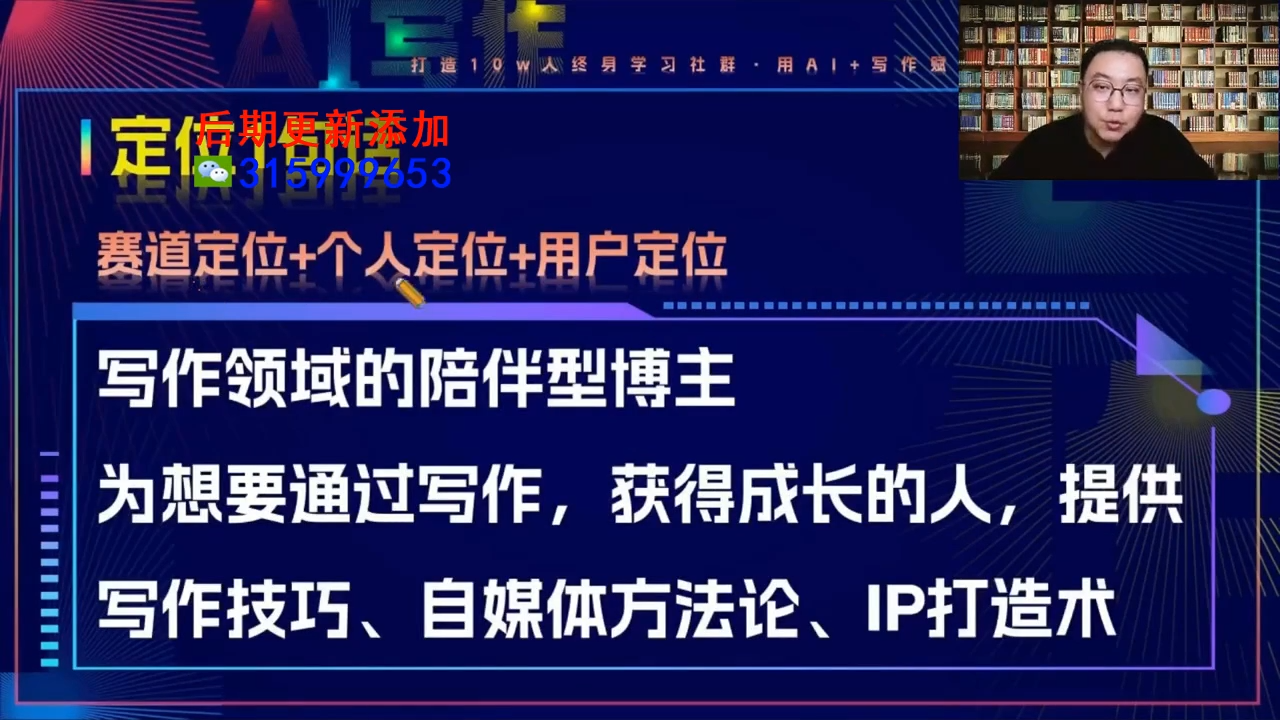 AI写作
打造10w人终身学习社群·用AI+写作赋
定位1句话
后期更新添加
315999653
赛道定位+个人定位+用户定位
写作领域的陪伴型博主
为想要通过写作，获得成长的人，提供
写作技巧、自媒体方法论、IP打造术